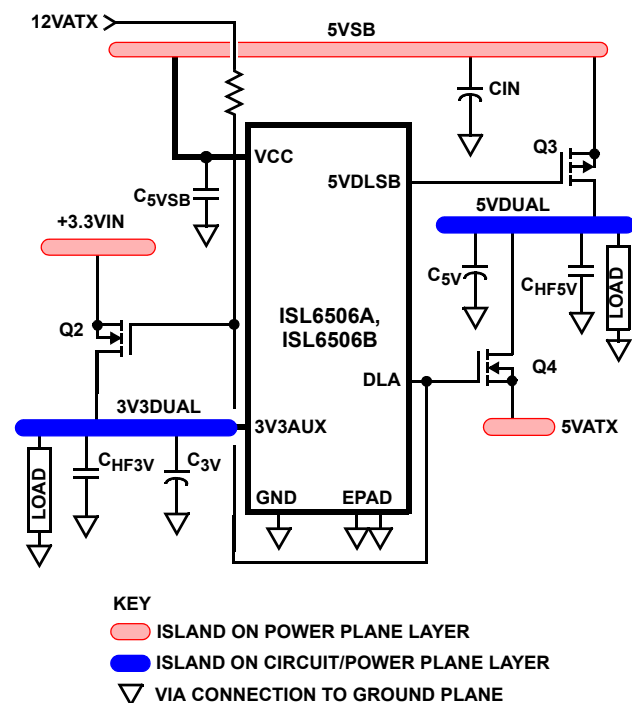 12VATX
5VSB
CIN
Q3
VCC
5VDLSB
C5VSB
5VDUAL
+3.3VIN
C5V
CHF5V
LOAD
ISL6506A,
ISL6506B
Q2
Q4
DLA
3V3DUAL
3V3AUX
5VATX
CHF3V
C3V
LOAD
GND
EPAD
KEY
ISLAND ON POWER PLANE LAYER
ISLAND ON CIRCUIT/POWER PLANE LAYER
VIA CONNECTION TO GROUND PLANE